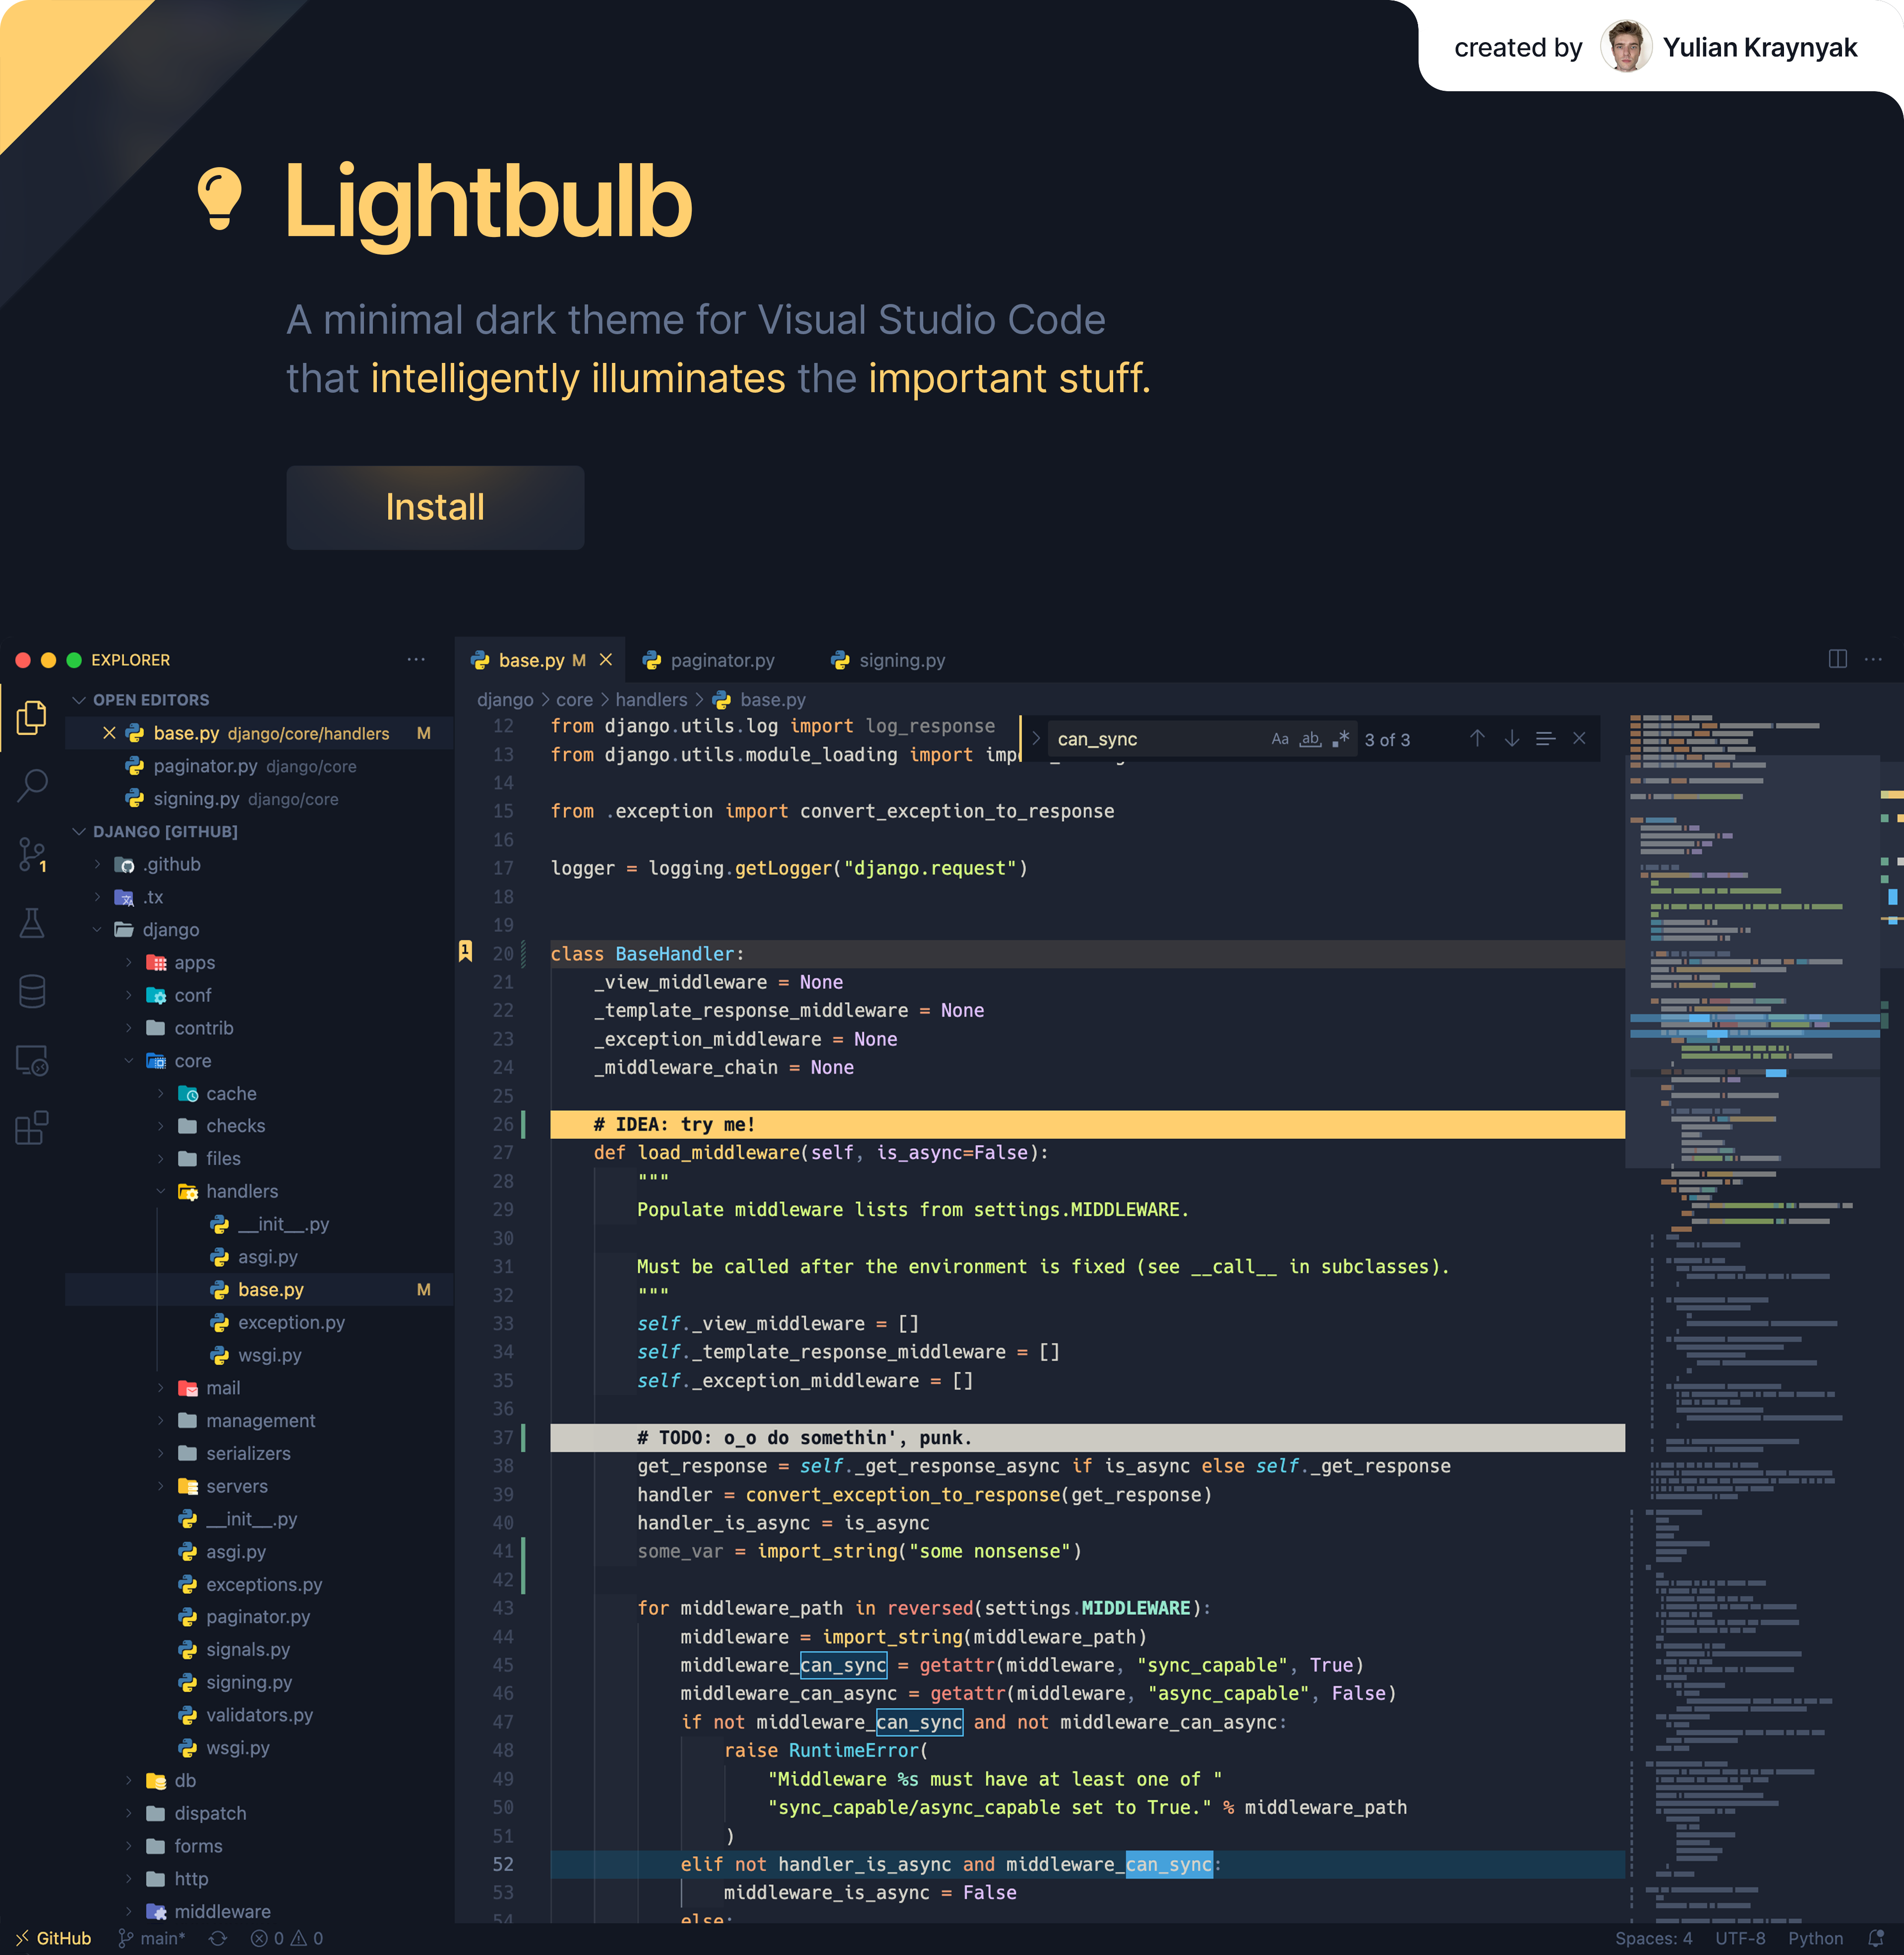 created by Yulian Kraynyak
Lightbulb
A minimal dark theme for Visual Studio Code
that intelligently illuminates the important stuff.
Install
EXPLORER
OPEN EDITORS
base.py django/core/handlers M
paginator.py django/core
signing.py django/core
DJANGO [GITHUB]
.github
.tx
django
apps
conf
contrib
core
cache
checks
files
handlers
__init__.py
asgi.py
base.py M
exception.py
wsgi.py
mail
management
serializers
servers
__init__.py
asgi.py
exceptions.py
paginator.py
signals.py
signing.py
validators.py
wsgi.py
db
dispatch
forms
http
middleware
1
base.py M
paginator.py
signing.py
django > core > handlers > base.py
can_sync Aa ab .* 3 of 3
12 from django.utils.log import log_response
13 from django.utils.module_loading import
14
15 from .exception import convert_exception_to_response
16
17 logger = logging.getLogger("django.request")
18
19
1 20 class BaseHandler:
21 _view_middleware = None
22 _template_response_middleware = None
23 _exception_middleware = None
24 _middleware_chain = None
25
26 # IDEA: try me!
27 def load_middleware(self, is_async=False):
28 """
29 Populate middleware lists from settings.MIDDLEWARE.
30
31 Must be called after the environment is fixed (see __call__ in subclasses).
32 """
33 self._view_middleware = []
34 self._template_response_middleware = []
35 self._exception_middleware = []
36
37 # TODO: o_o do somethin', punk.
38 get_response = self._get_response_async if is_async else self._get_response
39 handler = convert_exception_to_response(get_response)
40 handler_is_async = is_async
41 some_var = import_string("some nonsense")
42
43 for middleware_path in reversed(settings.MIDDLEWARE):
44 middleware = import_string(middleware_path)
45 middleware_can_sync = getattr(middleware, "sync_capable", True)
46 middleware_can_async = getattr(middleware, "async_capable", False)
47 if not middleware_can_sync and not middleware_can_async:
48 raise RuntimeError(
49 "Middleware %s must have at least one of "
50 "sync_capable/async_capable set to True." % middleware_path
51 )
52 elif not handler_is_async and middleware_can_sync:
53 middleware_is_async = False
54 else:
GitHub main* 0 0
Spaces: 4 UTF-8 Python